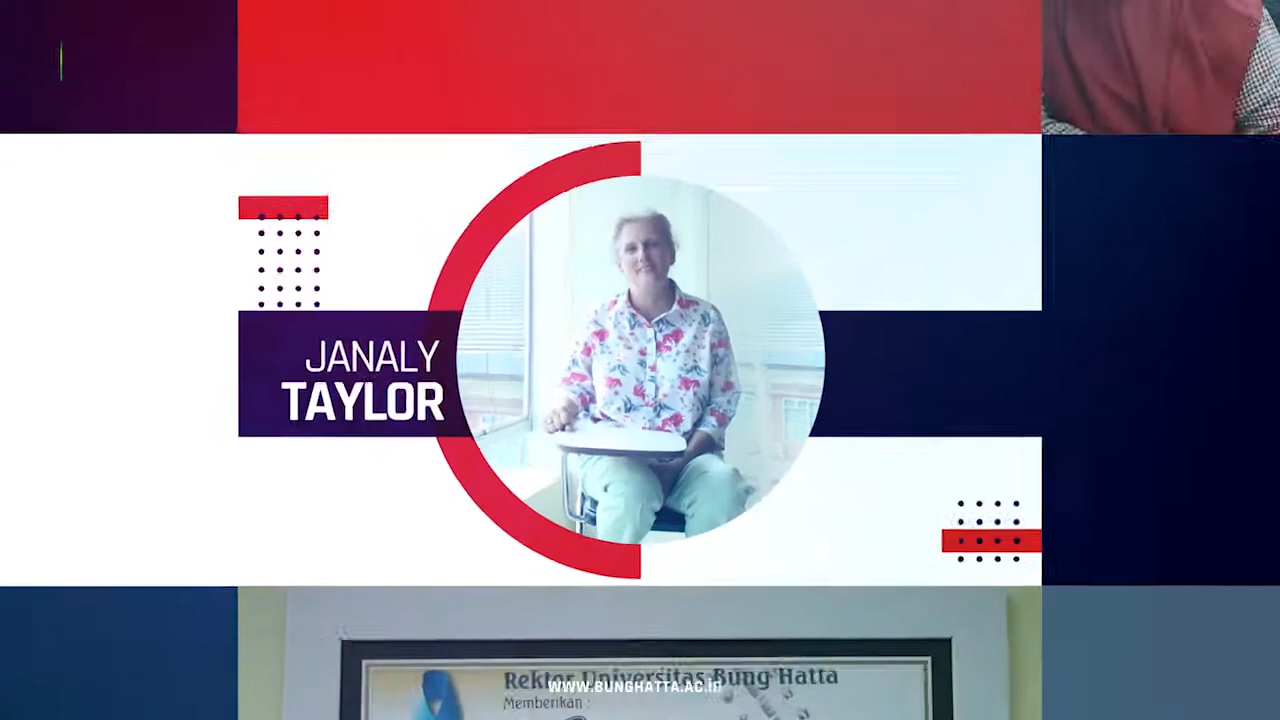 JANALY
TAYLOR
Rektor Universitas Bung Hatta
WWW.BUNGHATTA.AC.ID
Memberikan :